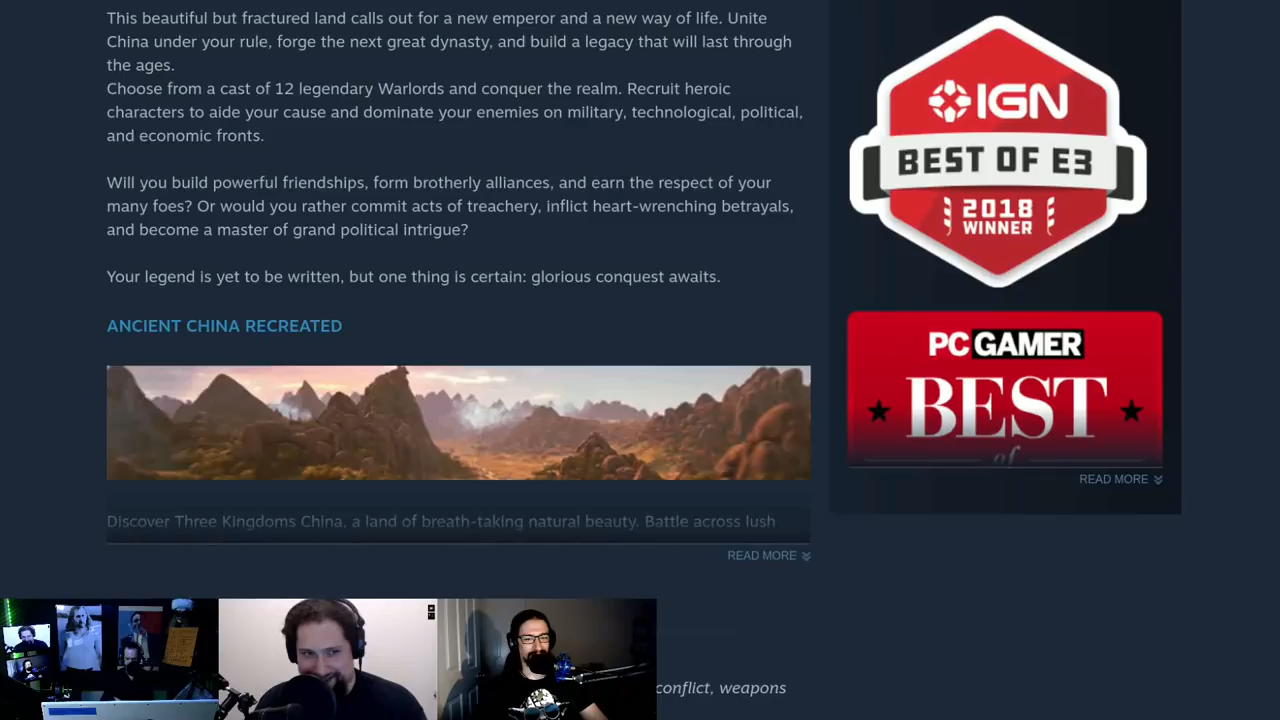 This beautiful but fractured land calls out for a new emperor and a new way of life. Unite
China under your rule, forge the next great dynasty, and build a legacy that will last through
the ages.
Choose from a cast of 12 legendary Warlords and conquer the realm. Recruit heroic
characters to aide your cause and dominate your enemies on military, technological, political,
and economic fronts.
Will you build powerful friendships, form brotherly alliances, and earn the respect of your
many foes? Or would you rather commit acts of treachery, inflict heart-wrenching betrayals,
and become a master of grand political intrigue?
Your legend is yet to be written, but one thing is certain: glorious conquest awaits.
ANCIENT CHINA RECREATED
Discover Three Kingdoms China, a land of breath-taking natural beauty. Battle across lush
READ MORE
conflict, weapons
IGN
BEST OF E3
2018
WINNER
PC GAMER
BEST
of
READ MORE